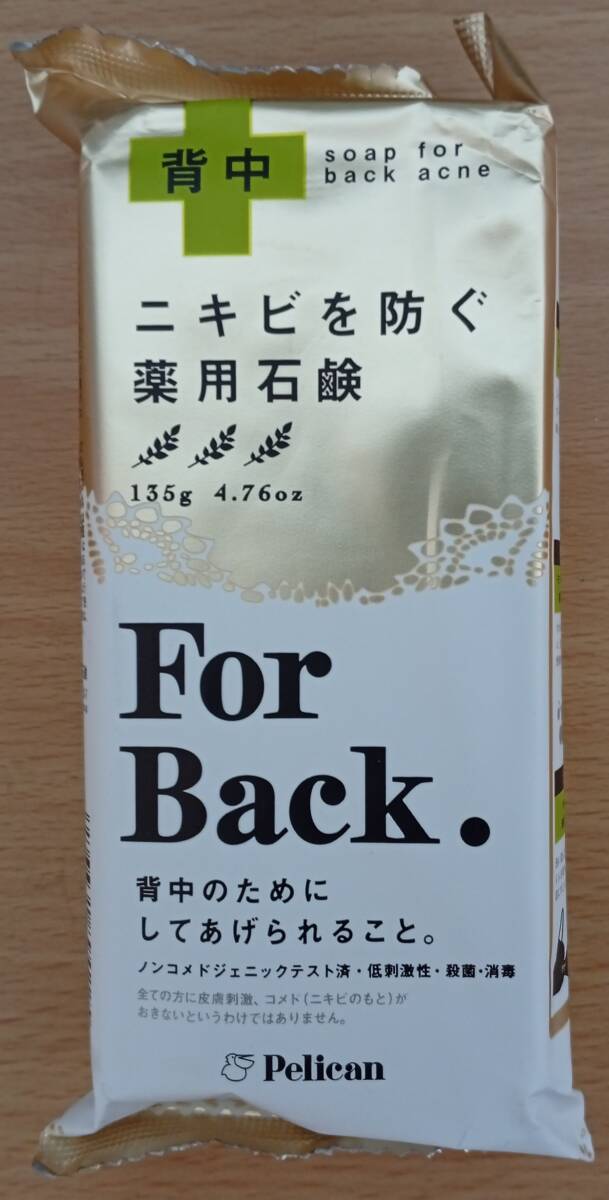 背中
soap for
back acne
ニキビを防ぐ
薬用石鹸
135g 4.76oz
For
Back.
背中のために
してあげられること。
ノンコメドジェニックテスト済・低刺激性・殺菌・消毒
全ての方に皮膚刺激、コメド(ニキビのもと)が
おきないというわけではありません。
Pelican